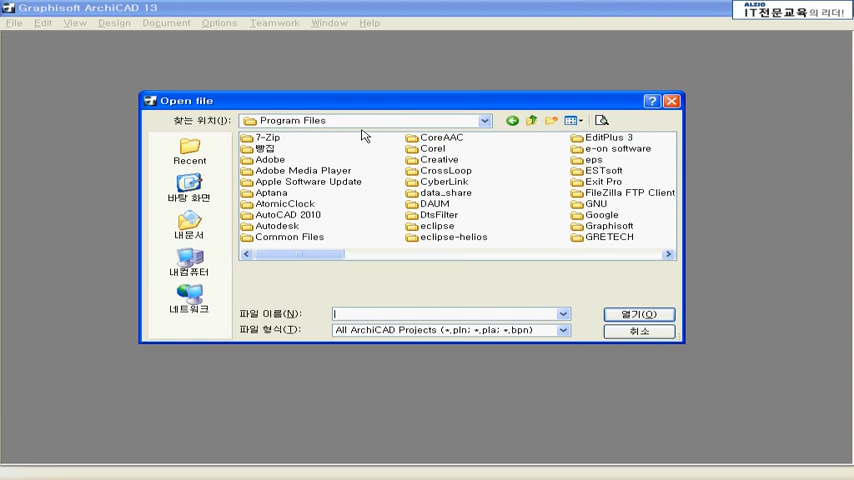 Graphisoft ArchiCAD 13
ALZIO
IT전문교육의 리더!
File Edit View Design Document Options Teamwork Window Help
Open file
찾는 위치(I): Program Files
7-Zip CoreAAC EditPlus 3
빵집 Corel e-on software
Adobe Creative eps
Adobe Media Player CrossLoop ESTsoft
Apple Software Update CyberLink Exit Pro
Aptana data_share FileZilla FTP Client
AtomicClock DAUM GNU
AutoCAD 2010 DtsFilter Google
Autodesk eclipse Graphisoft
Common Files eclipse-helios GRETECH
Recent
바탕 화면
내문서
내컴퓨터
네트워크
파일 이름(N): 열기(O)
파일 형식(T): All ArchiCAD Projects (*.pln; *.pla; *.bpn) 취소